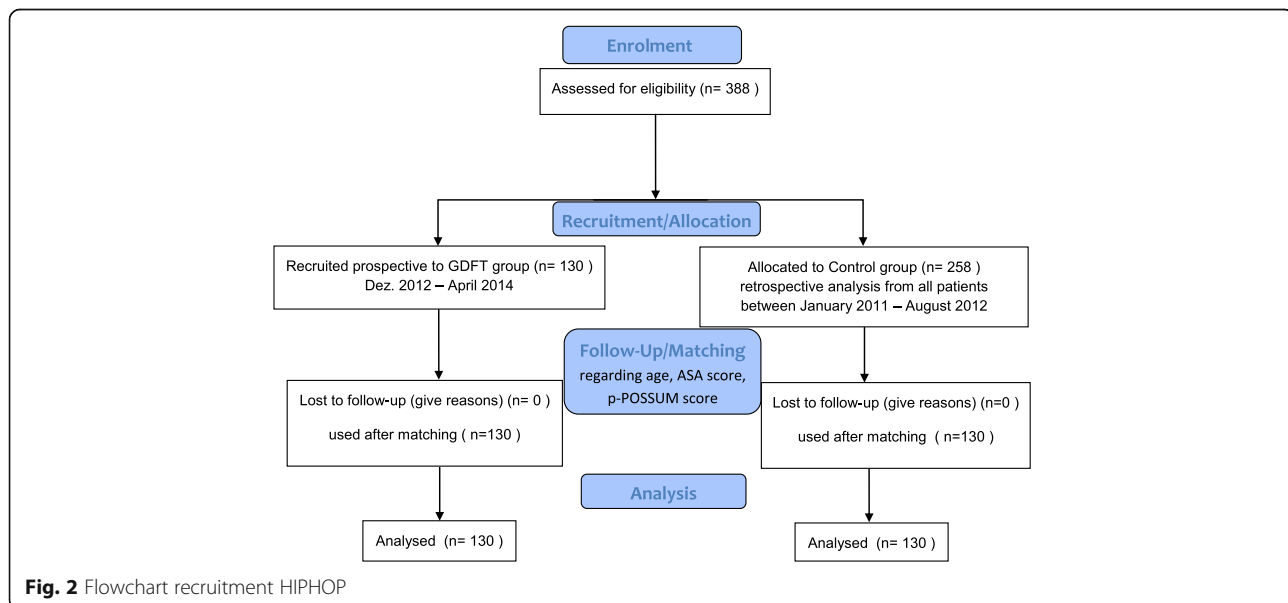 Enrolment
Assessed for eligibility (n= 388 )
Recruitment/Allocation
Recruited prospective to GDFT group (n= 130 )
Dez. 2012 – April 2014
Allocated to Control group (n= 258 )
retrospective analysis from all patients
between January 2011 – August 2012
Follow-Up/Matching
regarding age, ASA score,
p-POSSUM score
Lost to follow-up (give reasons) (n= 0 )
used after matching ( n=130 )
Lost to follow-up (give reasons) (n=0 )
used after matching  ( n=130 )
Analysis
Analysed  (n= 130 )
Analysed  (n= 130 )
Fig. 2 Flowchart recruitment HIPHOP